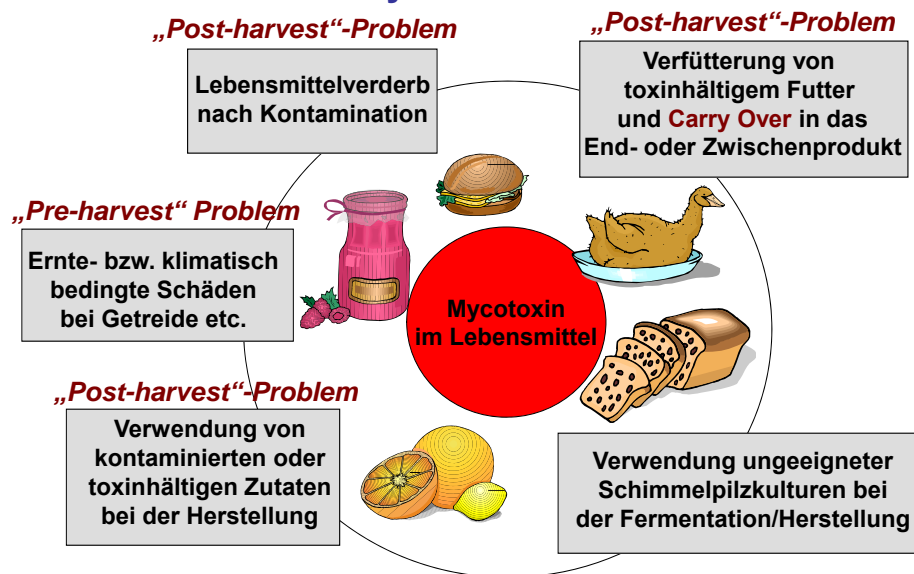 „Post-harvest“-Problem
Lebensmittelverderb
nach Kontamination
„Post-harvest“-Problem
Verfütterung von
toxinhältigem Futter
und Carry Over in das
End- oder Zwischenprodukt
„Pre-harvest“ Problem
Ernte- bzw. klimatisch
bedingte Schäden
bei Getreide etc.
Mycotoxin
im Lebensmittel
„Post-harvest“-Problem
Verwendung von
kontaminierten oder
toxinhältigen Zutaten
bei der Herstellung
Verwendung ungeeigneter
Schimmelpilzkulturen bei
der Fermentation/Herstellung